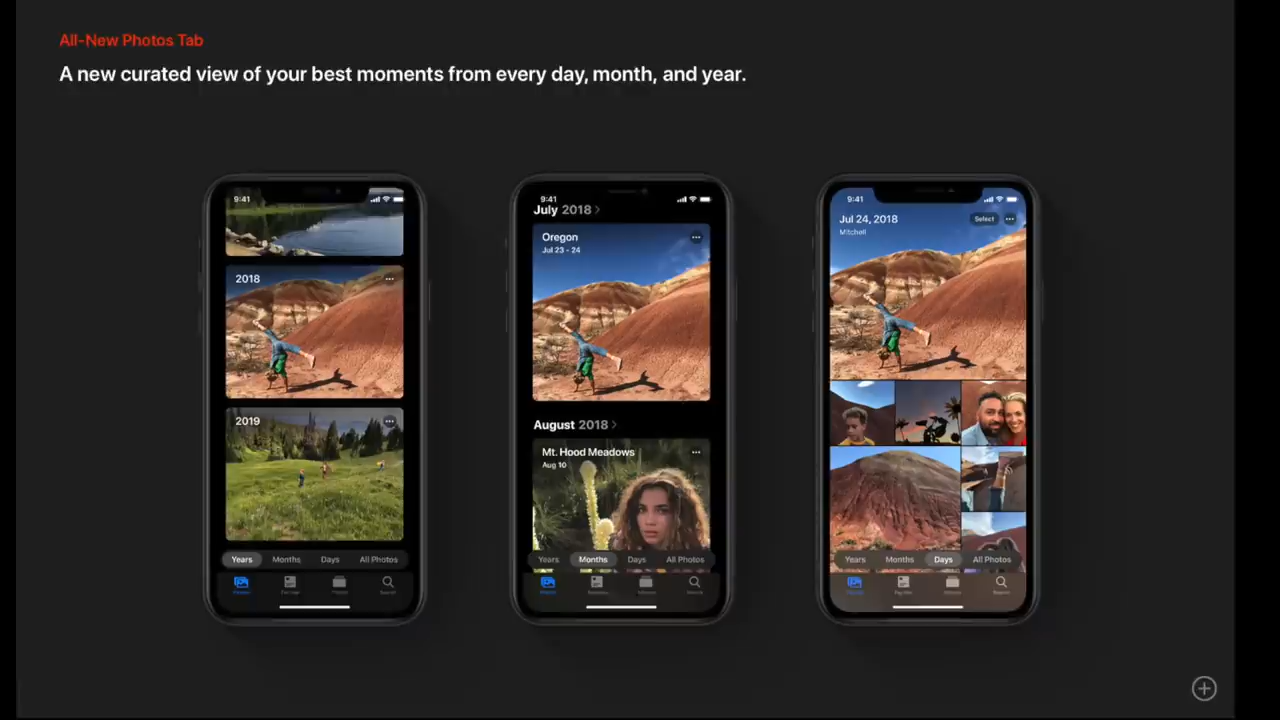 All-New Photos Tab
A new curated view of your best moments from every day, month, and year.
9:41
2018
2019
Years Months Days All Photos
9:41
July 2018 >
Oregon
Jul 23 - 24
August 2018 >
Mt. Hood Meadows
Aug 10
Years Months Days All Photos
9:41
Jul 24, 2018
Select
Mitchell
Years Months Days All Photos